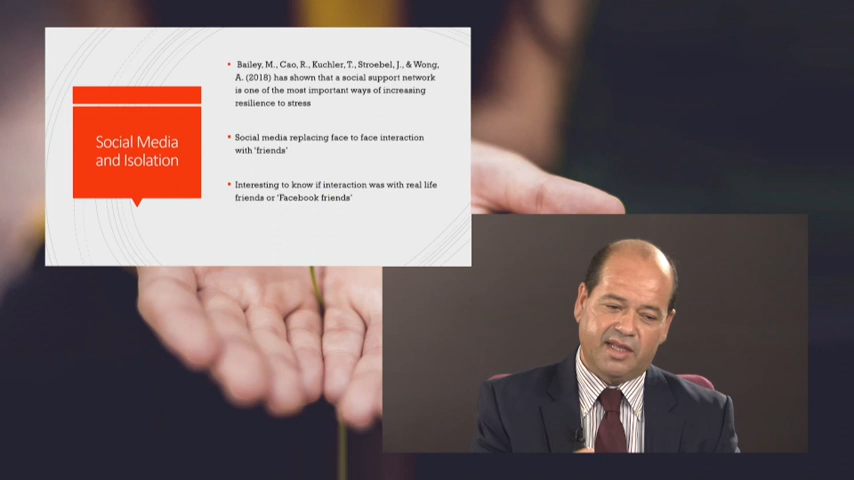 Social Media
and Isolation
Bailey, M., Cao, R., Kuchler, T., Stroebel, J., & Wong,
A. (2018) has shown that a social support network
is one of the most important ways of increasing
resilience to stress
Social media replacing face to face interaction
with 'friends'
Interesting to know if interaction was with real life
friends or 'Facebook friends'